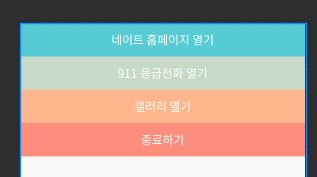 네이트 홈페이지 열기
911 응급전화 열기
갤러리 열기
종료하기